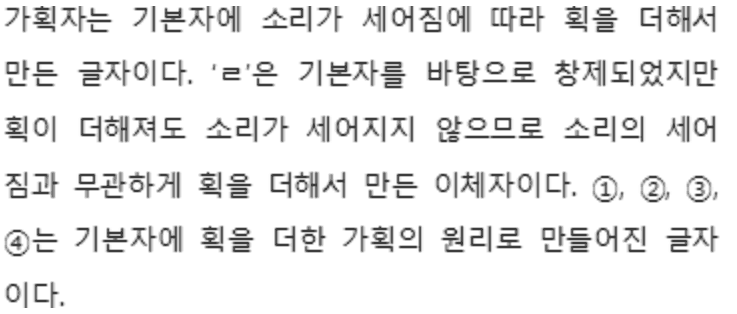 가획자는 기본자에 소리가 세어짐에 따라 획을 더해서
만든 글자이다. ‘ㄹ’은 기본자를 바탕으로 창제되었지만
획이 더해져도 소리가 세어지지 않으므로 소리의 세어
짐과 무관하게 획을 더해서 만든 이체자이다. ①, ②, ③,
④는 기본자에 획을 더한 가획의 원리로 만들어진 글자
이다.